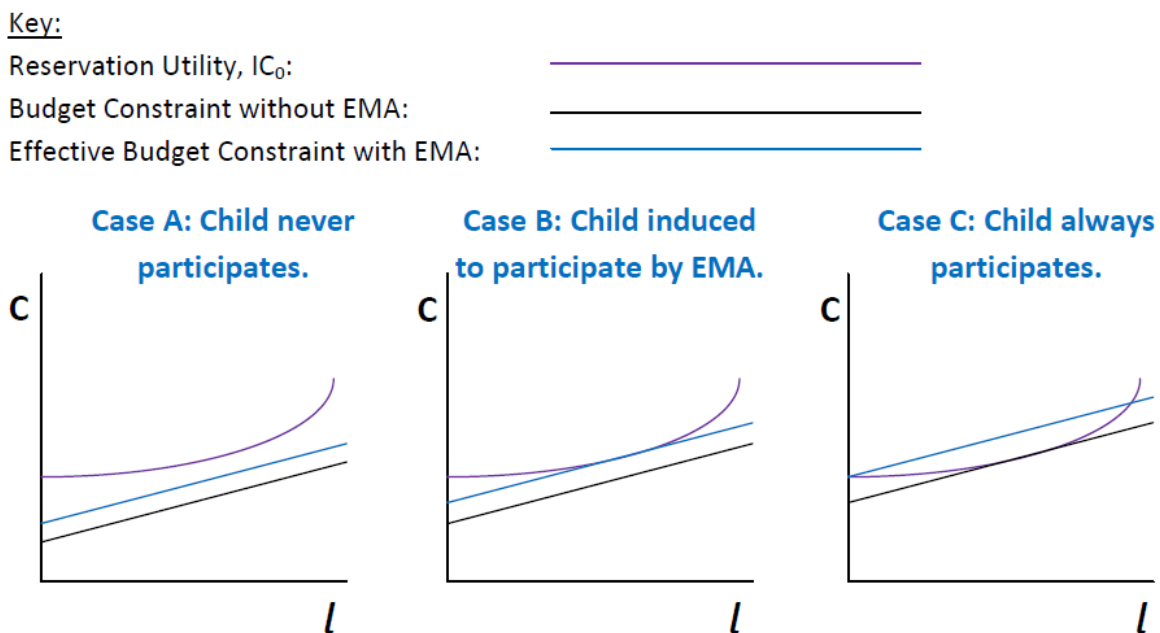 Key:
Reservation Utility, IC₀:
Budget Constraint without EMA:
Effective Budget Constraint with EMA:
Case A: Child never
participates.
Case B: Child induced
to participate by EMA.
Case C: Child always
participates.
C
C
C
l
l
l